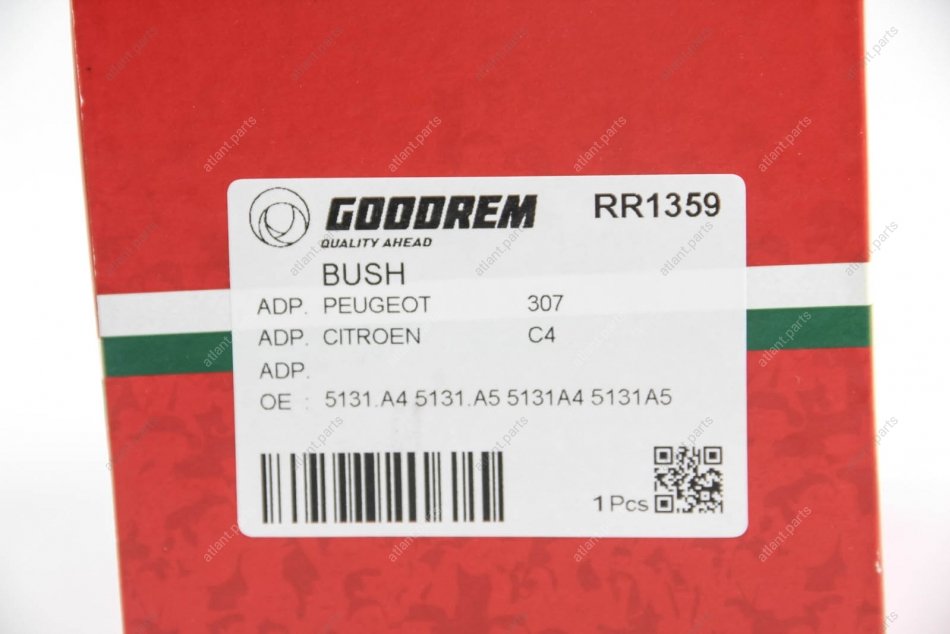 GOODREM RR1359
QUALITY AHEAD
BUSH
ADP. PEUGEOT 307
ADP. CITROEN C4
ADP.
OE : 5131.A4 5131.A5 5131A4 5131A5
1 Pcs
atlant.parts